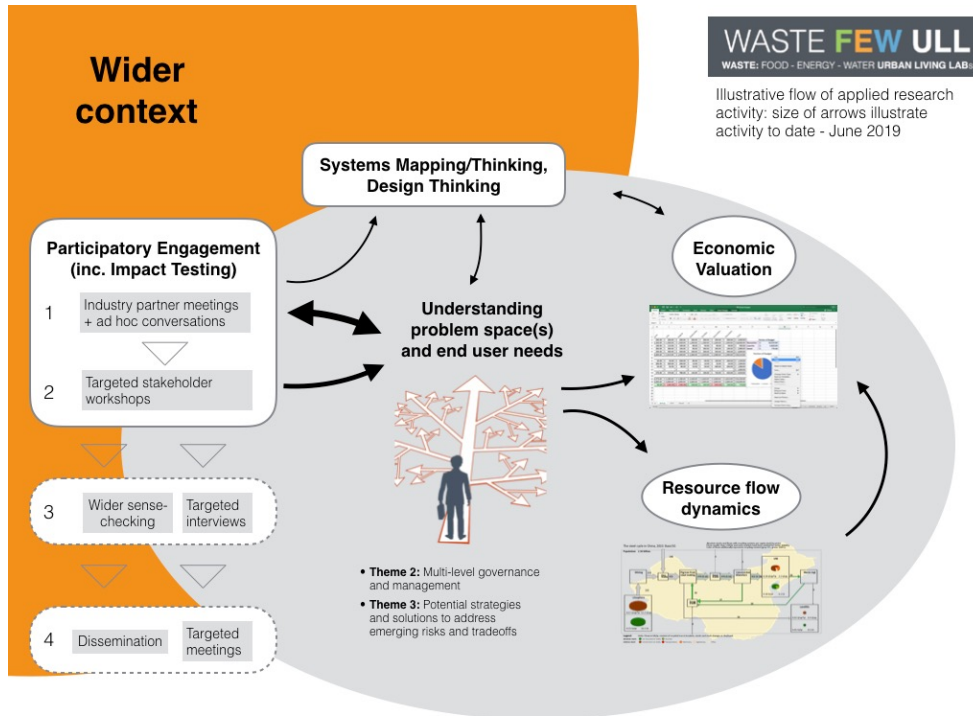 Wider
context
WASTE FEW ULL
WASTE: FOOD - ENERGY - WATER URBAN LIVING LABs
Illustrative flow of applied research
activity: size of arrows illustrate
activity to date - June 2019
Systems Mapping/Thinking,
Design Thinking
Participatory Engagement
(inc. Impact Testing)
1
Industry partner meetings
+ ad hoc conversations
2
Targeted stakeholder
workshops
3
Wider sense-
checking
Targeted
interviews
4
Dissemination
Targeted
meetings
Understanding
problem space(s)
and end user needs
• Theme 2: Multi-level governance
and management
• Theme 3: Potential strategies
and solutions to address
emerging risks and tradeoffs
Economic
Valuation
Resource flow
dynamics